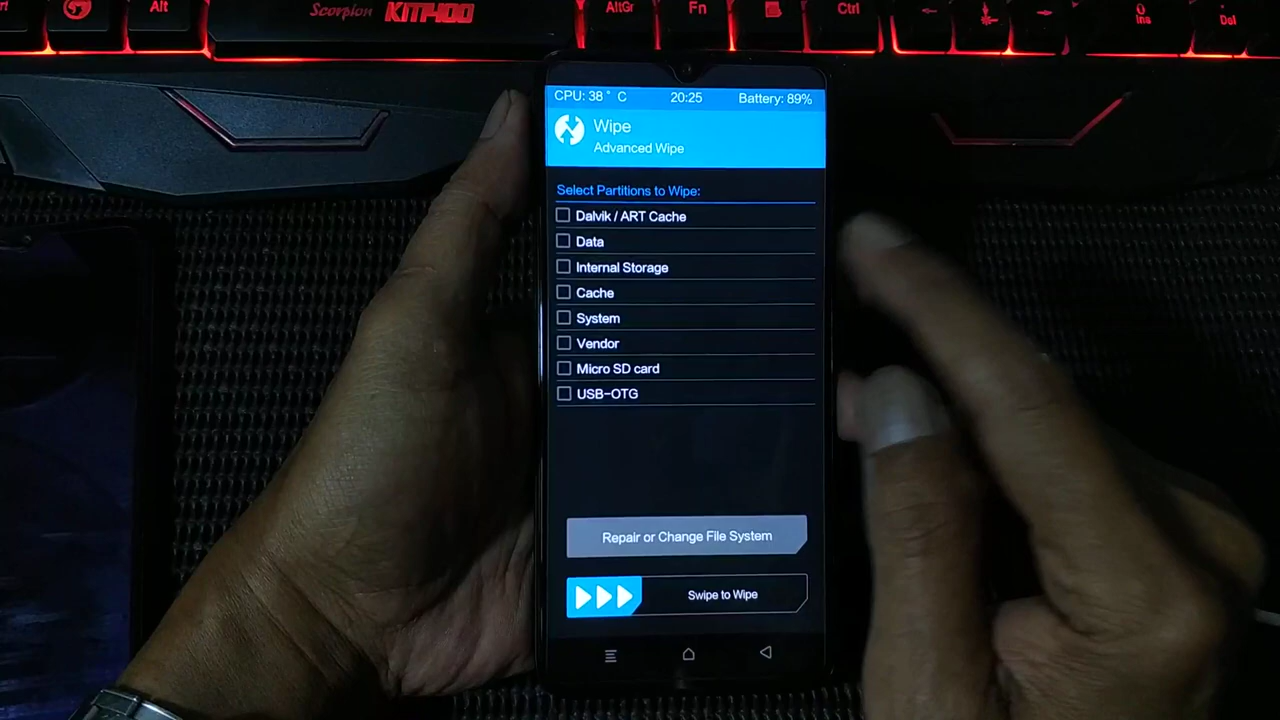 Alt
Scorpion KM400
AltGr
Fn
Ctrl
Ins
Del
CPU: 38° C 20:25 Battery: 89%
Wipe
Advanced Wipe
Select Partitions to Wipe:
Dalvik / ART Cache
Data
Internal Storage
Cache
System
Vendor
Micro SD card
USB-OTG
Repair or Change File System
Swipe to Wipe